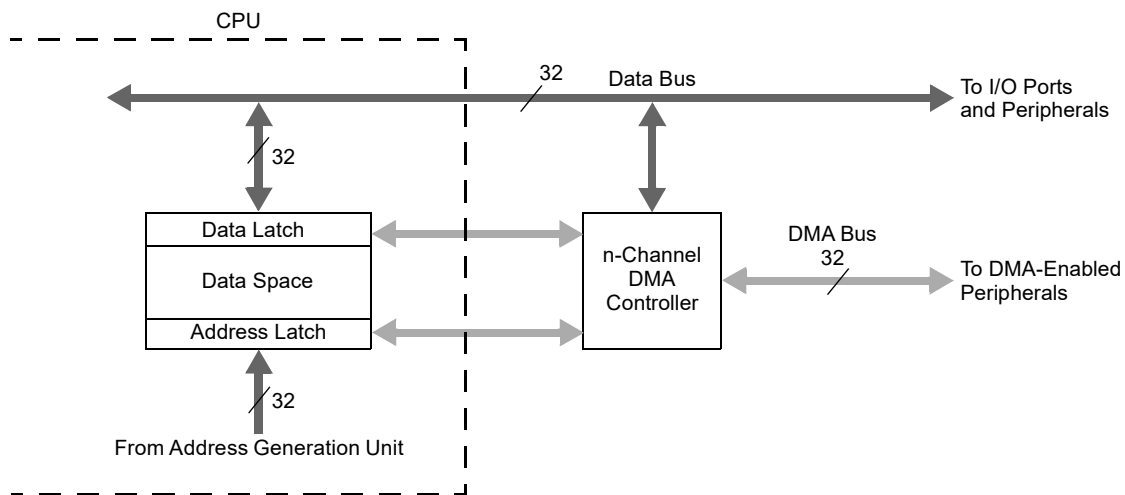 CPU
32
Data Bus
To I/O Ports
and Peripherals
32
Data Latch
Data Space
Address Latch
n-Channel
DMA
Controller
DMA Bus
32
To DMA-Enabled
Peripherals
32
From Address Generation Unit